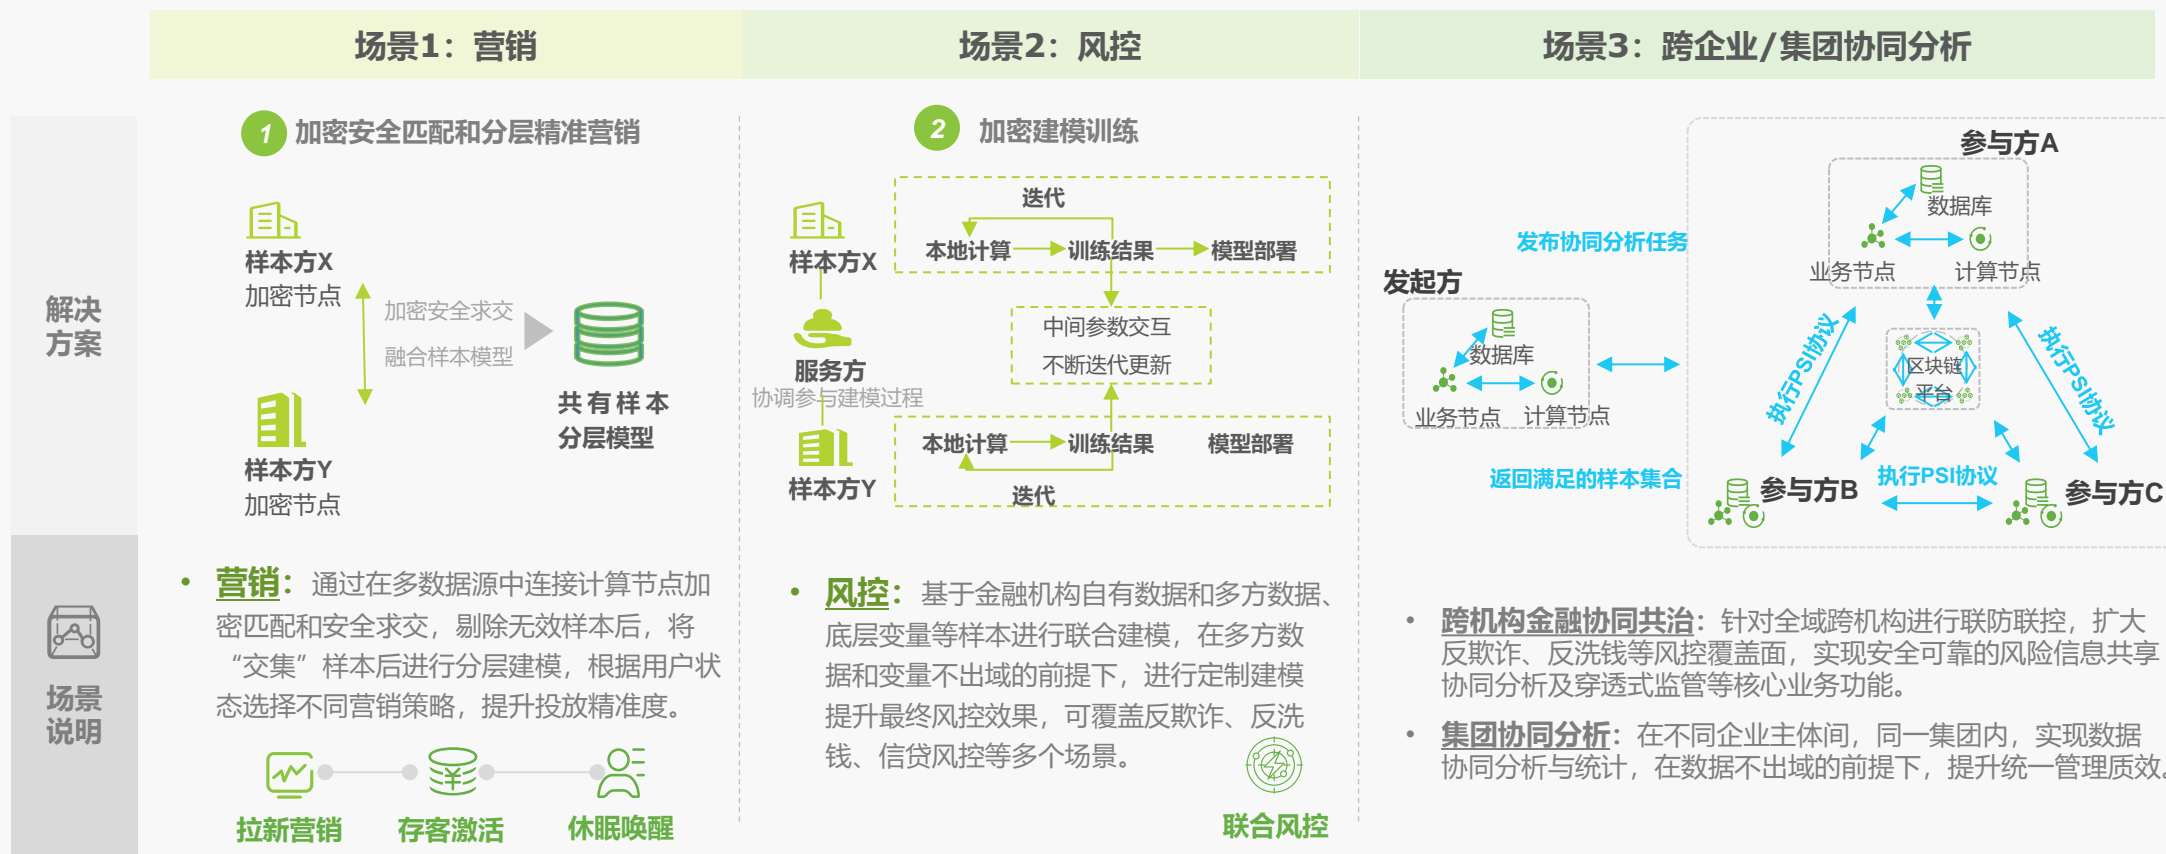 场景1：营销
场景2：风控
场景3：跨企业/集团协同分析
解决
方案
1 加密安全匹配和分层精准营销
样本方X
加密节点
加密安全求交
融合样本模型
共有样本
分层模型
样本方Y
加密节点
2 加密建模训练
样本方X
服务方
协调参与建模过程
样本方Y
迭代
本地计算 训练结果 模型部署
中间参数交互
不断迭代更新
本地计算 训练结果 模型部署
迭代
发起方
数据库
业务节点 计算节点
发布协同分析任务
返回满足的样本集合
参与方A
数据库
业务节点 计算节点
执行PSI协议
区块链
平台
执行PSI协议
参与方B
执行PSI协议
参与方C
场景
说明
• 营销：通过在多数据源中连接计算节点加
密匹配和安全求交，剔除无效样本后，将
“交集”样本后进行分层建模，根据用户状
态选择不同营销策略，提升投放精准度。
拉新营销 存客激活 休眠唤醒
• 风控：基于金融机构自有数据和多方数据、
底层变量等样本进行联合建模，在多方数
据和变量不出域的前提下，进行定制建模
提升最终风控效果，可覆盖反欺诈、反洗
钱、信贷风控等多个场景。
联合风控
• 跨机构金融协同共治：针对全域跨机构进行联防联控，扩大
反欺诈、反洗钱等风控覆盖面，实现安全可靠的风险信息共享
协同分析及穿透式监管等核心业务功能。
• 集团协同分析：在不同企业主体间，同一集团内，实现数据
协同分析与统计，在数据不出域的前提下，提升统一管理质效。